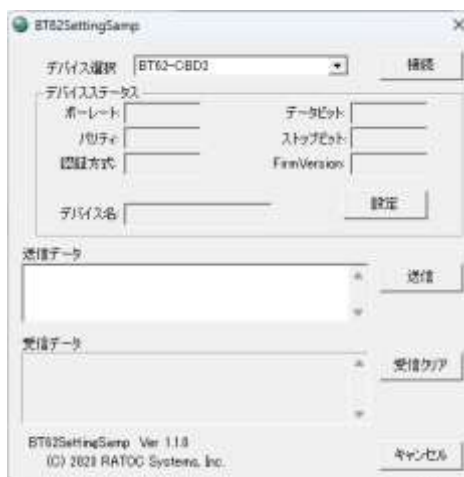 BT62SettingSamp
デバイス選択 BT62-CBD2 接続
デバイスステータス
ボーレート データビット
パリティ ストップビット
認証方式 FirmVersion
デバイス名 設定
送信データ
送信
受信データ
受信クリア
BT62SettingSamp Ver 1.1.0
(C) 2023 RATOC Systems, Inc.
キャンセル